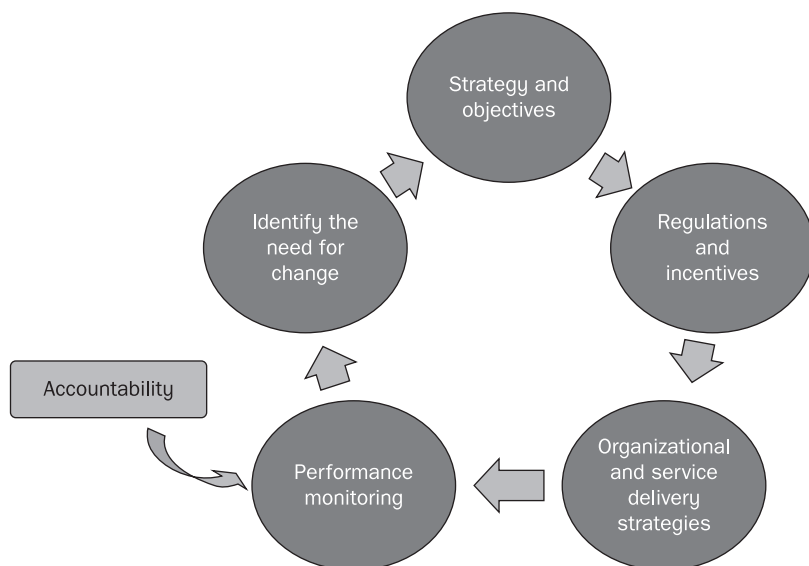 Strategy and
objectives
Regulations
and
incentives
Organizational
and service
delivery
strategies
Performance
monitoring
Identify the
need for
change
Accountability